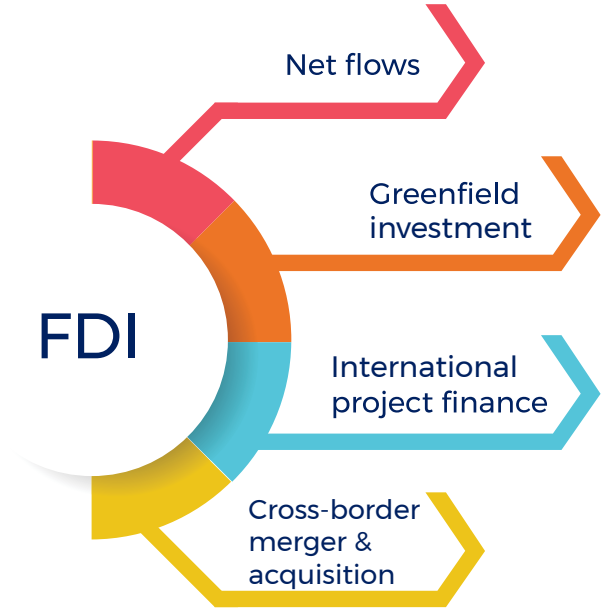 Net flows
Greenfield
investment
FDI
International
project finance
Cross-border
merger &
acquisition